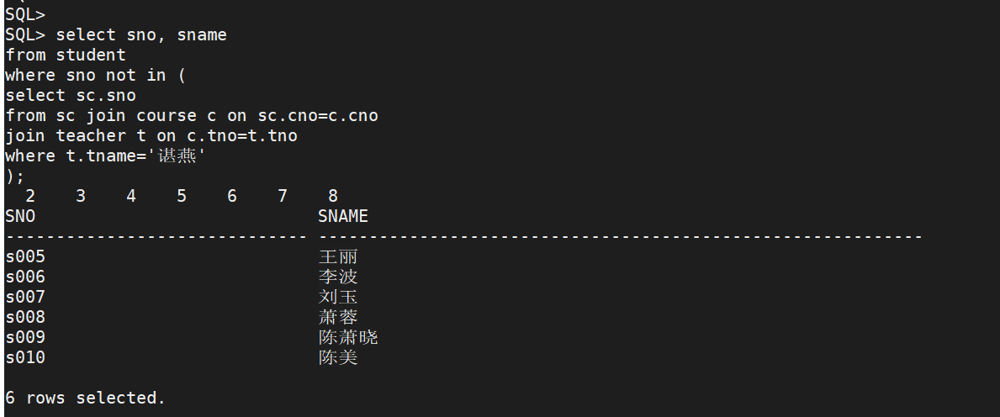 SQL>
SQL> select sno, sname
from student
where sno not in (
select sc.sno
from sc join course c on sc.cno=c.cno
join teacher t on c.tno=t.tno
where t.tname='谌燕'
);
  2    3    4    5    6    7    8
SNO                            SNAME
------------------------------ ------------------------------------------------------------
s005                           王丽
s006                           李波
s007                           刘玉
s008                           萧蓉
s009                           陈萧晓
s010                           陈美
6 rows selected.